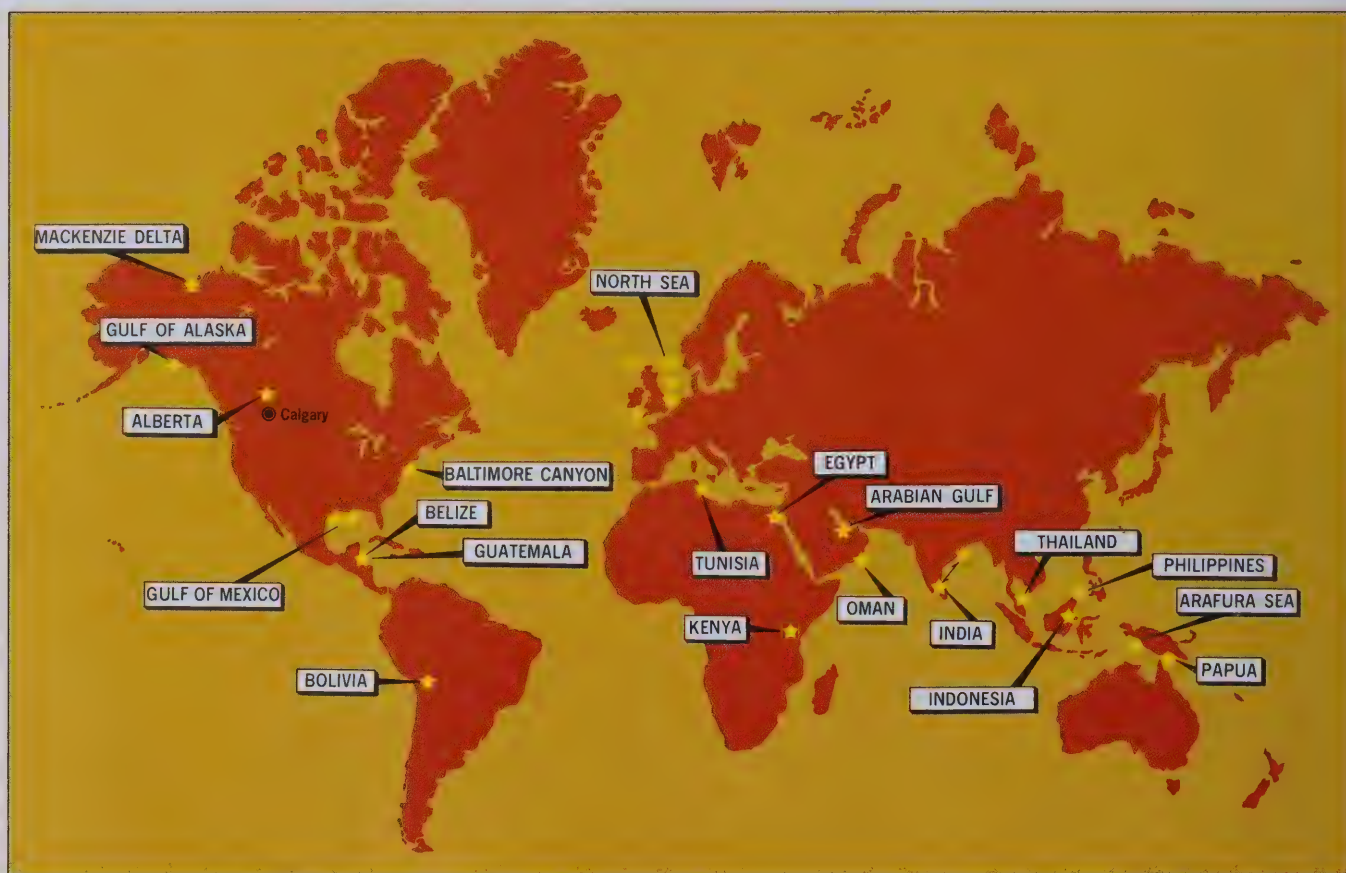 MACKENZIE DELTA
NORTH SEA
GULF OF ALASKA
ALBERTA
Calgary
BALTIMORE CANYON
EGYPT
ARABIAN GULF
BELIZE
GUATEMALA
THAILAND
TUNISIA
PHILIPPINES
GULF OF MEXICO
OMAN
ARAFURA SEA
KENYA
INDIA
BOLIVIA
PAPUA
INDONESIA